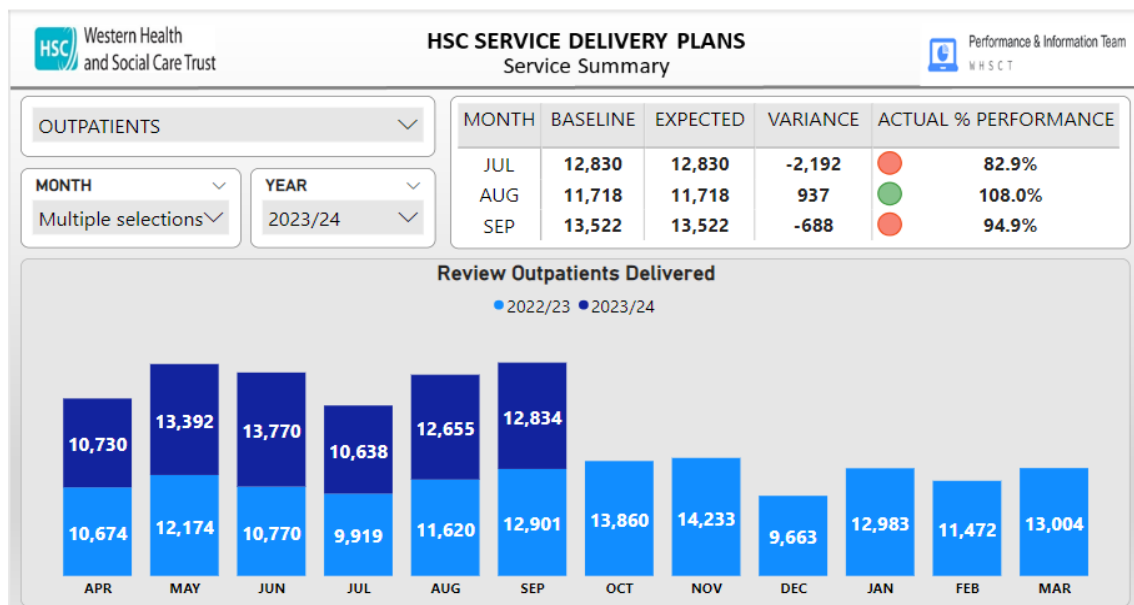 HSC
Western Health
and Social Care Trust
HSC SERVICE DELIVERY PLANS
Service Summary
Performance & Information Team
WHSCT
OUTPATIENTS
MONTH
Multiple selections
YEAR
2023/24
MONTH BASELINE EXPECTED VARIANCE ACTUAL % PERFORMANCE
JUL 12,830 12,830 -2,192 82.9%
AUG 11,718 11,718 937 108.0%
SEP 13,522 13,522 -688 94.9%
Review Outpatients Delivered
2022/23 2023/24
10,730 13,392 13,770 10,638 12,655 12,834
10,674 12,174 10,770 9,919 11,620 12,901 13,860 14,233 9,663 12,983 11,472 13,004
APR MAY JUN JUL AUG SEP OCT NOV DEC JAN FEB MAR